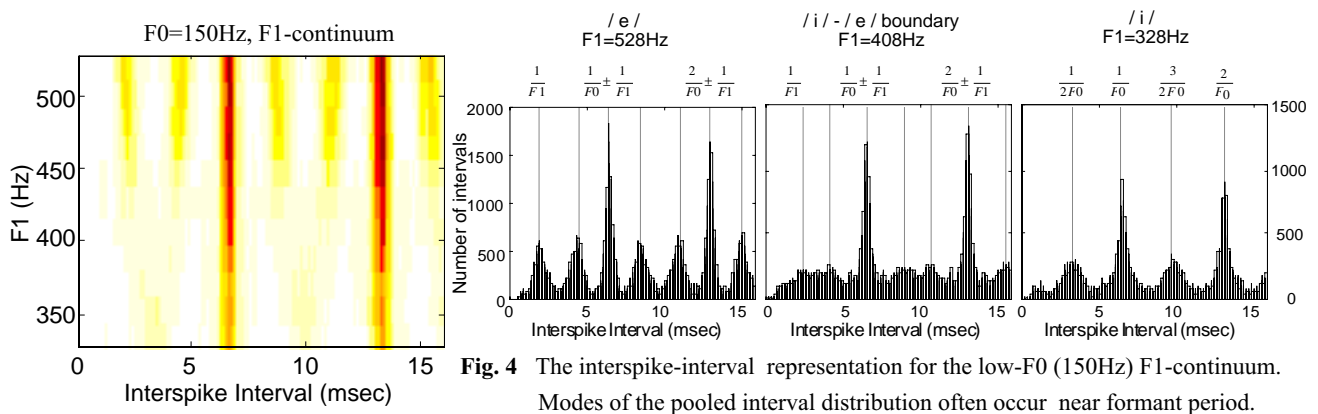 F0=150Hz, F1-continuum
500
450
400
350
F1 (Hz)
0 5 10 15
Interspike Interval (msec)
/ e /
F1=528Hz
1/F1 1/F0 ± 1/F1 2/F0 ± 1/F1
2000
1500
1000
500
0
Number of intervals
0 5 10 15
Interspike Interval (msec)
/ i / - / e / boundary
F1=408Hz
1/F1 1/F0 ± 1/F1 2/F0 ± 1/F1
0 5 10 15
Interspike Interval (msec)
/ i /
F1=328Hz
1/2F0 1/F0 3/2F0 2/F0
1500
1000
500
0
0 5 10 15
Interspike Interval (msec)
Fig. 4 The interspike-interval representation for the low-F0 (150Hz) F1-continuum.
Modes of the pooled interval distribution often occur near formant period.